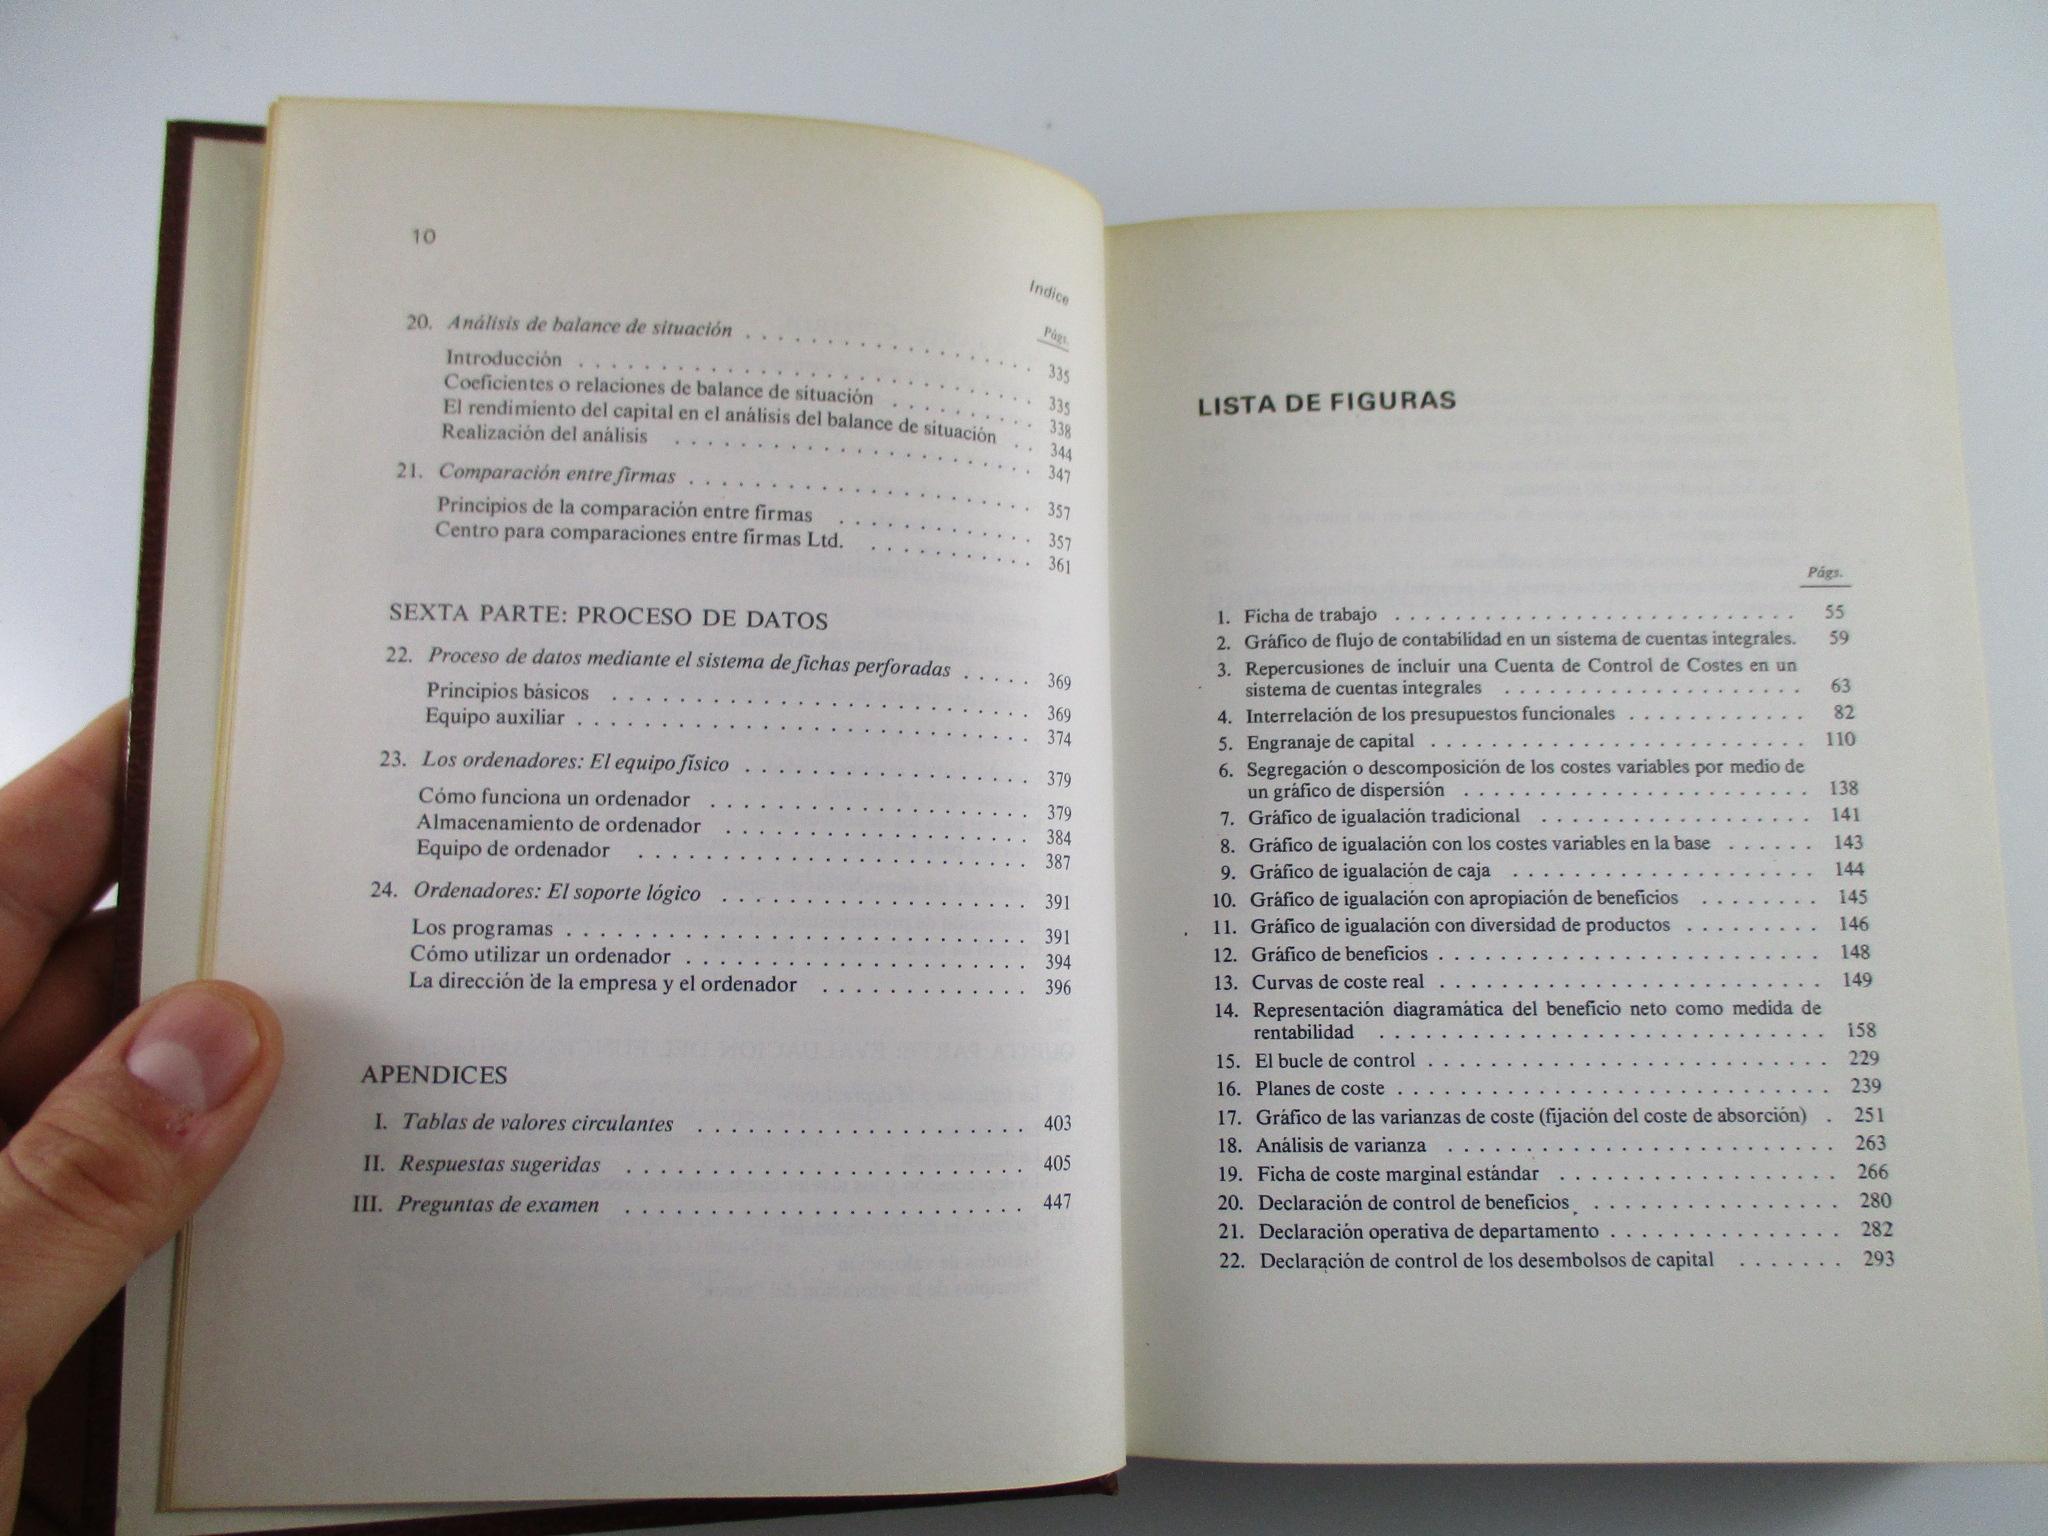 10
Indice
Págs.
20. Análisis de balance de situación . . . . . . . . . . . . . . . . . . 335
Introducción . . . . . . . . . . . . . . . . . . . . . . . . . . . 335
Coeficientes o relaciones de balance de situación . . . . . . . . . 338
El rendimiento del capital en el análisis del balance de situación . . 344
Realización del análisis . . . . . . . . . . . . . . . . . . . . . 347
21. Comparación entre firmas . . . . . . . . . . . . . . . . . . . . . 357
Principios de la comparación entre firmas . . . . . . . . . . . . 357
Centro para comparaciones entre firmas Ltd. . . . . . . . . . . . 361
SEXTA PARTE: PROCESO DE DATOS
22. Proceso de datos mediante el sistema de fichas perforadas . . . . . 369
Principios básicos . . . . . . . . . . . . . . . . . . . . . . . . 369
Equipo auxiliar . . . . . . . . . . . . . . . . . . . . . . . . . . 374
23. Los ordenadores: El equipo físico . . . . . . . . . . . . . . . . . 379
Cómo funciona un ordenador . . . . . . . . . . . . . . . . . . . 379
Almacenamiento de ordenador . . . . . . . . . . . . . . . . . . 384
Equipo de ordenador . . . . . . . . . . . . . . . . . . . . . . . 387
24. Ordenadores: El soporte lógico . . . . . . . . . . . . . . . . . . 391
Los programas . . . . . . . . . . . . . . . . . . . . . . . . . . . 391
Cómo utilizar un ordenador . . . . . . . . . . . . . . . . . . . . 394
La dirección de la empresa y el ordenador . . . . . . . . . . . . . 396
APENDICES
I. Tablas de valores circulantes . . . . . . . . . . . . . . . . . . . . 403
II. Respuestas sugeridas . . . . . . . . . . . . . . . . . . . . . . . . 405
III. Preguntas de examen . . . . . . . . . . . . . . . . . . . . . . . . 447
LISTA DE FIGURAS
Págs.
1. Ficha de trabajo . . . . . . . . . . . . . . . . . . . . . . . . . . 55
2. Gráfico de flujo de contabilidad en un sistema de cuentas integrales. 59
3. Repercusiones de incluir una Cuenta de Control de Costes en un
sistema de cuentas integrales . . . . . . . . . . . . . . . . . . . 63
4. Interrelación de los presupuestos funcionales . . . . . . . . . . . . 82
5. Engranaje de capital . . . . . . . . . . . . . . . . . . . . . . . . 110
6. Segregación o descomposición de los costes variables por medio de
un gráfico de dispersión . . . . . . . . . . . . . . . . . . . . . . 138
7. Gráfico de igualación tradicional . . . . . . . . . . . . . . . . . . 141
8. Gráfico de igualación con los costes variables en la base . . . . . . 143
9. Gráfico de igualación de caja . . . . . . . . . . . . . . . . . . . . 144
10. Gráfico de igualación con apropiación de beneficios . . . . . . . . 145
11. Gráfico de igualación con diversidad de productos . . . . . . . . . 146
12. Gráfico de beneficios . . . . . . . . . . . . . . . . . . . . . . . . 148
13. Curvas de coste real . . . . . . . . . . . . . . . . . . . . . . . . . 149
14. Representación diagramática del beneficio neto como medida de
rentabilidad . . . . . . . . . . . . . . . . . . . . . . . . . . . . 158
15. El bucle de control . . . . . . . . . . . . . . . . . . . . . . . . . 229
16. Planes de coste . . . . . . . . . . . . . . . . . . . . . . . . . . . 239
17. Gráfico de las varianzas de coste (fijación del coste de absorción) . 251
18. Análisis de varianza . . . . . . . . . . . . . . . . . . . . . . . . . 263
19. Ficha de coste marginal estándar . . . . . . . . . . . . . . . . . . 266
20. Declaración de control de beneficios . . . . . . . . . . . . . . . . 280
21. Declaración operativa de departamento . . . . . . . . . . . . . . . 282
22. Declaración de control de los desembolsos de capital . . . . . . . 293